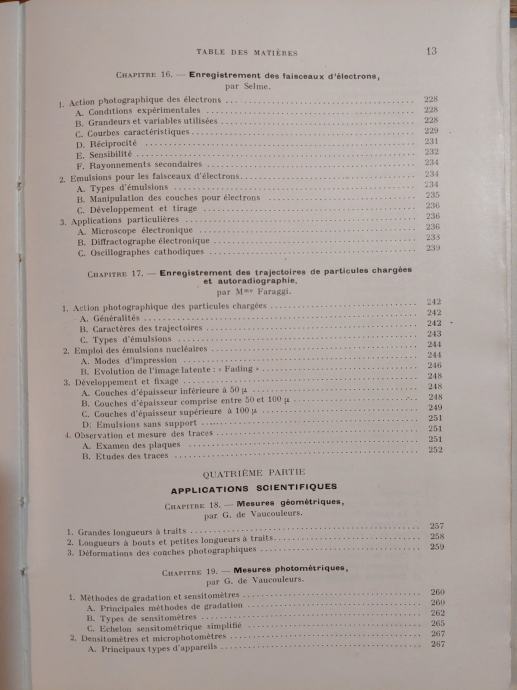 TABLE DES MATIÈRES 13
CHAPITRE 16. — Enregistrement des faisceaux d'électrons,
par Selme.
1. Action photographique des électrons 228
A. Conditions expérimentales 228
B. Grandeurs et variables utilisées 228
C. Courbes caractéristiques 229
D. Réciprocité 231
E. Sensibilité 232
F. Rayonnements secondaires 234
2. Emulsions pour les faisceaux d'électrons 234
A. Types d'émulsions 234
B. Manipulation des couches pour électrons 235
C. Développement et tirage 236
3. Applications particulières 236
A. Microscope électronique 236
B. Diffractographe électronique 238
C. Oscillographes cathodiques 239
CHAPITRE 17. — Enregistrement des trajectoires de particules chargées
et autoradiographie,
par Mme Faraggi.
1. Action photographique des particules chargées 242
A. Généralités 242
B. Caractères des trajectoires 242
C. Types d'émulsions 243
2. Emploi des émulsions nucléaires 244
A. Modes d'impression 244
B. Evolution de l'image latente : « Fading » 246
3. Développement et fixage 248
A. Couches d'épaisseur inférieure à 50 µ 248
B. Couches d'épaisseur comprise entre 50 et 100 µ 248
C. Couches d'épaisseur supérieure à 100 µ 249
D. Emulsions sans support 251
4. Observation et mesure des traces 251
A. Examen des plaques 251
B. Etudes des traces 252
QUATRIÈME PARTIE
APPLICATIONS SCIENTIFIQUES
CHAPITRE 18. — Mesures géométriques,
par G. de Vaucouleurs.
1. Grandes longueurs à traits 257
2. Longueurs à bouts et petites longueurs à traits 258
3. Déformations des couches photographiques 259
CHAPITRE 19. — Mesures photométriques,
par G. de Vaucouleurs.
1. Méthodes de gradation et sensitomètres 260
A. Principales méthodes de gradation 260
B. Types de sensitomètres 262
C. Echelon sensitométrique simplifié 265
2. Densitomètres et microphotomètres 267
A. Principaux types d'appareils 267